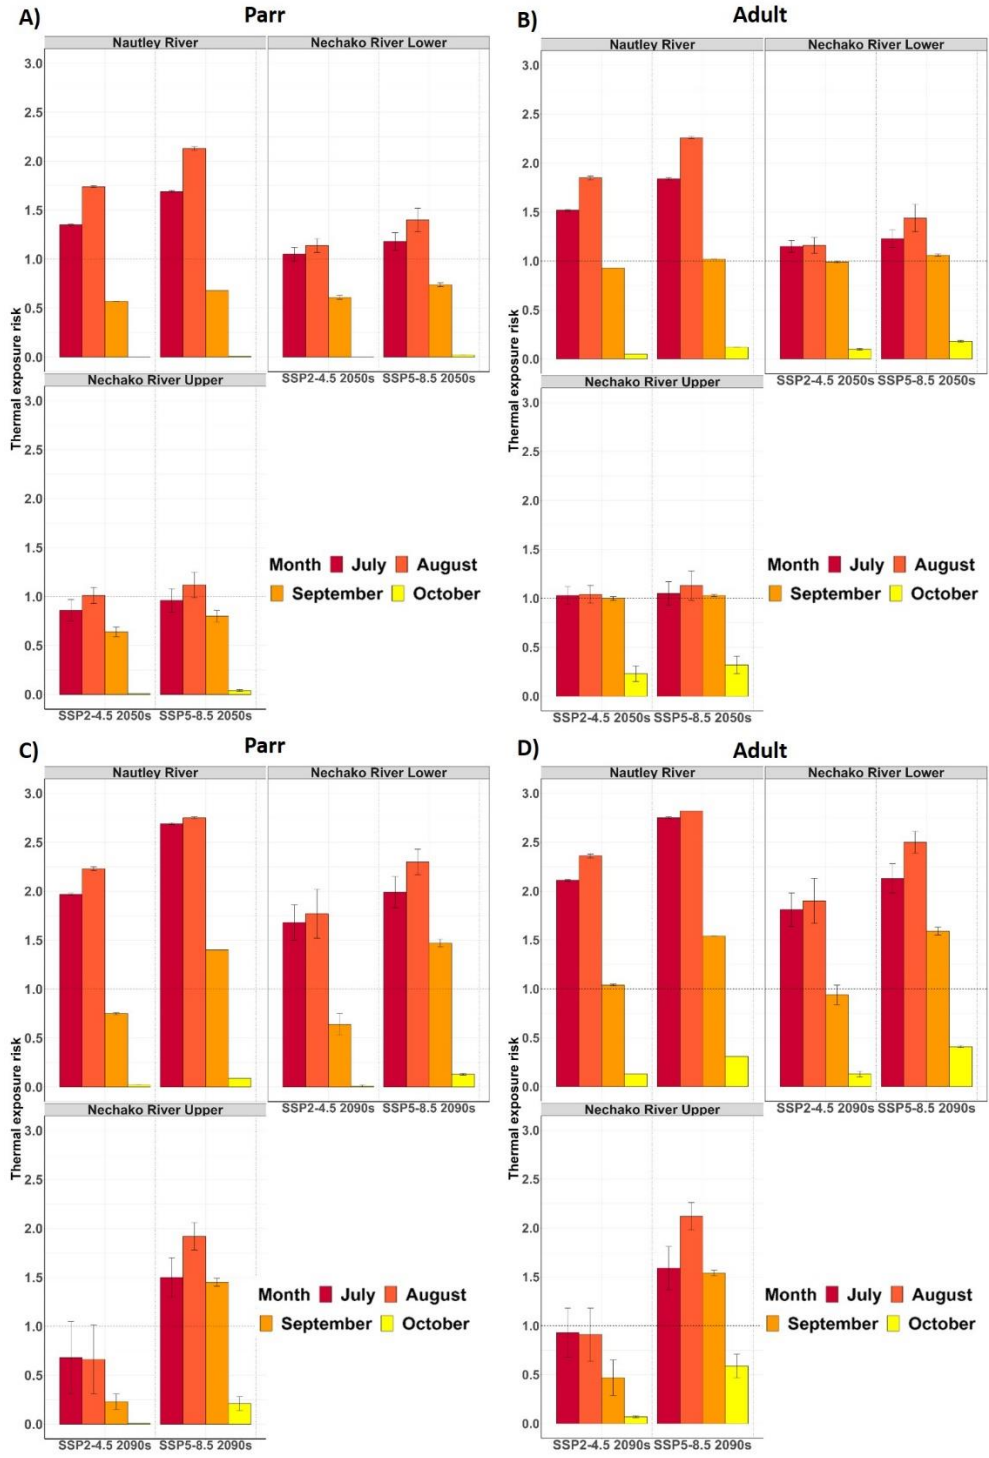 A) Parr
Nautley River Nechako River Lower
3.0
2.5
2.0
1.5
1.0
0.5
0.0
SSP2-4.5 2050s SSP5-8.5 2050s
Thermal exposure risk
Nechako River Upper
3.0
2.5
2.0
1.5
1.0
0.5
0.0
SSP2-4.5 2050s SSP5-8.5 2050s
Month July August
September October
B) Adult
Nautley River Nechako River Lower
3.0
2.5
2.0
1.5
1.0
0.5
0.0
SSP2-4.5 2050s SSP5-8.5 2050s
Thermal exposure risk
Nechako River Upper
3.0
2.5
2.0
1.5
1.0
0.5
0.0
SSP2-4.5 2050s SSP5-8.5 2050s
Month July August
September October
C) Parr
Nautley River Nechako River Lower
3.0
2.5
2.0
1.5
1.0
0.5
0.0
SSP2-4.5 2090s SSP5-8.5 2090s
Thermal exposure risk
Nechako River Upper
3.0
2.5
2.0
1.5
1.0
0.5
0.0
SSP2-4.5 2090s SSP5-8.5 2090s
Month July August
September October
D) Adult
Nautley River Nechako River Lower
3.0
2.5
2.0
1.5
1.0
0.5
0.0
SSP2-4.5 2090s SSP5-8.5 2090s
Thermal exposure risk
Nechako River Upper
3.0
2.5
2.0
1.5
1.0
0.5
0.0
SSP2-4.5 2090s SSP5-8.5 2090s
Month July August
September October